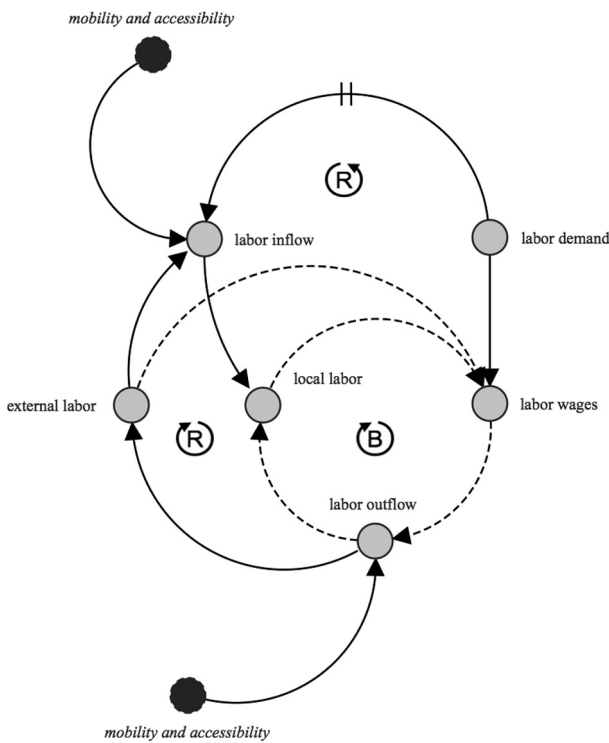 mobility and accessibility
R
labor inflow
labor demand
local labor
external labor
labor wages
R
B
labor outflow
mobility and accessibility